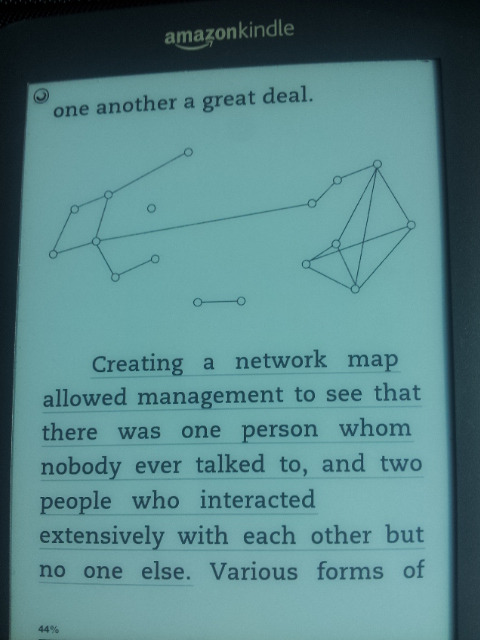 amazonkindle
one another a great deal.
Creating a network map
allowed management to see that
there was one person whom
nobody ever talked to, and two
people who interacted
extensively with each other but
no one else. Various forms of
44%